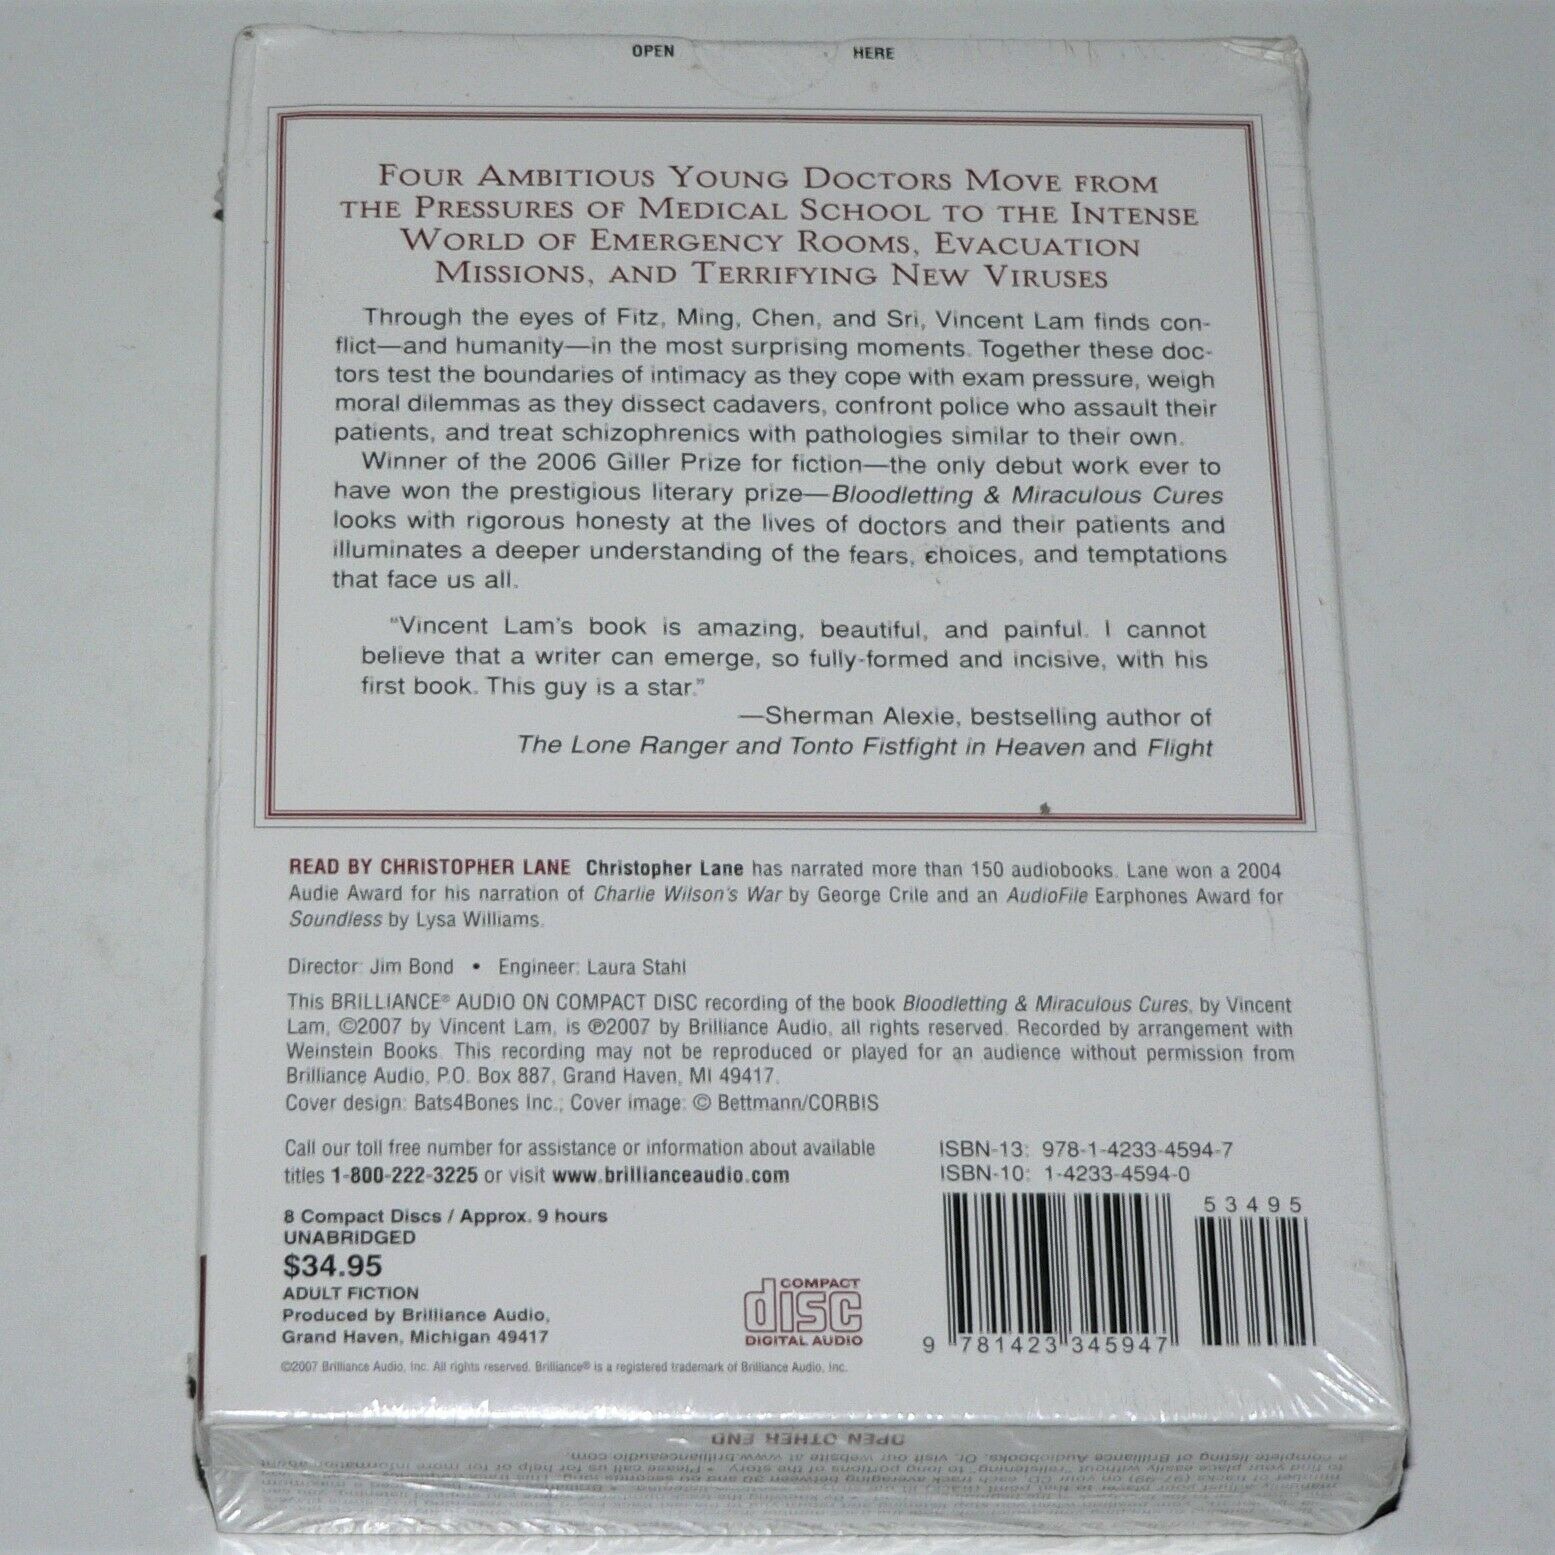 OPEN HERE
FOUR AMBITIOUS YOUNG DOCTORS MOVE FROM
THE PRESSURES OF MEDICAL SCHOOL TO THE INTENSE
WORLD OF EMERGENCY ROOMS, EVACUATION
MISSIONS, AND TERRIFYING NEW VIRUSES
Through the eyes of Fitz, Ming, Chen, and Sri, Vincent Lam finds con-
flict—and humanity—in the most surprising moments. Together these doc-
tors test the boundaries of intimacy as they cope with exam pressure, weigh
moral dilemmas as they dissect cadavers, confront police who assault their
patients, and treat schizophrenics with pathologies similar to their own.
Winner of the 2006 Giller Prize for fiction—the only debut work ever to
have won the prestigious literary prize—Bloodletting & Miraculous Cures
looks with rigorous honesty at the lives of doctors and their patients and
illuminates a deeper understanding of the fears, choices, and temptations
that face us all.
"Vincent Lam's book is amazing, beautiful, and painful. I cannot
believe that a writer can emerge, so fully-formed and incisive, with his
first book. This guy is a star."
—Sherman Alexie, bestselling author of
The Lone Ranger and Tonto Fistfight in Heaven and Flight
READ BY CHRISTOPHER LANE Christopher Lane has narrated more than 150 audiobooks. Lane won a 2004
Audie Award for his narration of Charlie Wilson's War by George Crile and an AudioFile Earphones Award for
Soundless by Lysa Williams.
Director: Jim Bond • Engineer: Laura Stahl
This BRILLIANCE® AUDIO ON COMPACT DISC recording of the book Bloodletting & Miraculous Cures, by Vincent
Lam, ©2007 by Vincent Lam, is ℗2007 by Brilliance Audio, all rights reserved. Recorded by arrangement with
Weinstein Books. This recording may not be reproduced or played for an audience without permission from
Brilliance Audio, P.O. Box 887, Grand Haven, MI 49417.
Cover design: Bats4Bones Inc.; Cover image: © Bettmann/CORBIS
Call our toll free number for assistance or information about available
titles 1-800-222-3225 or visit www.brillianceaudio.com
ISBN-13: 978-1-4233-4594-7
ISBN-10: 1-4233-4594-0
53495
8 Compact Discs / Approx. 9 hours
UNABRIDGED
$34.95
ADULT FICTION
Produced by Brilliance Audio,
Grand Haven, Michigan 49417
COMPACT
disc
DIGITAL AUDIO
9 781423 345947
©2007 Brilliance Audio, Inc. All rights reserved. Brilliance® is a registered trademark of Brilliance Audio, Inc.
OPEN OTHER END
a complete listing of Brilliance Audiobooks. Or, visit our website at www.brillianceaudio.com.